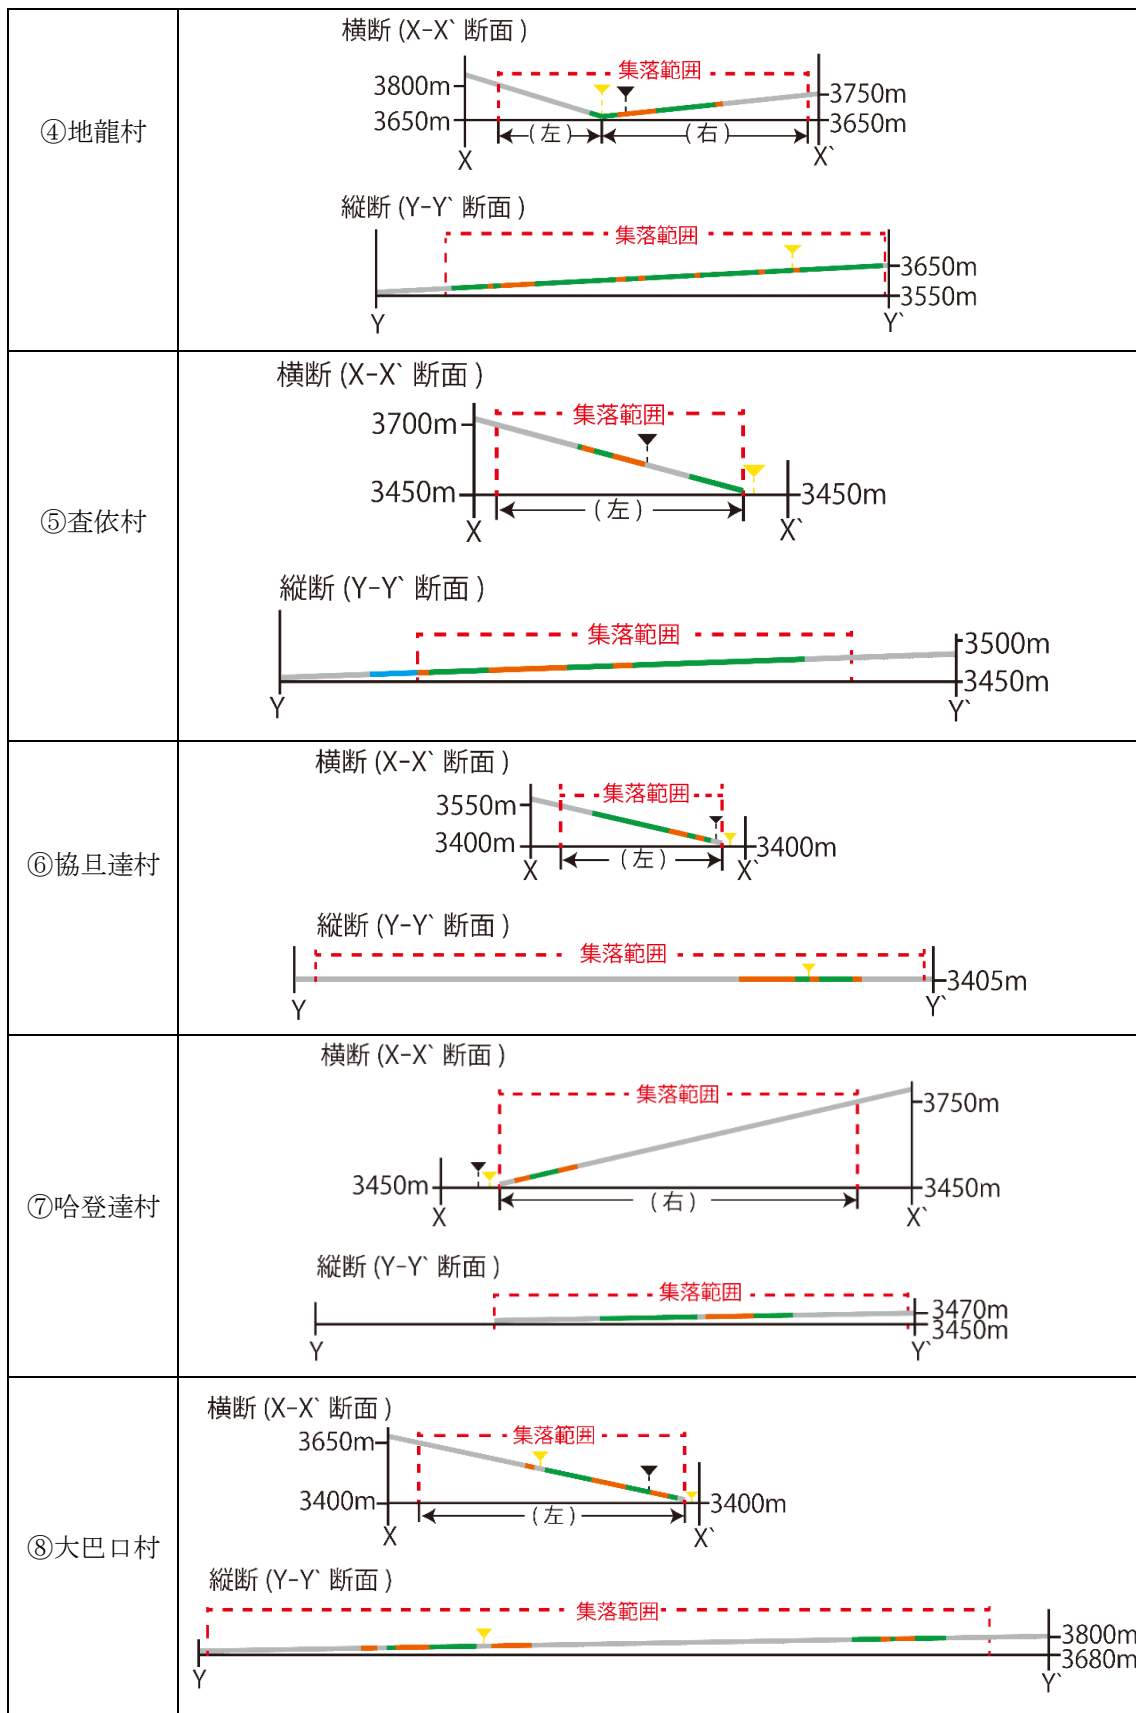 ④地龍村
横断 (X-X` 断面 )
集落範囲
3800m
3750m
3650m
3650m
(左)
(右)
X
X`
縦断 (Y-Y` 断面 )
集落範囲
3650m
3550m
Y
Y`
⑤査依村
横断 (X-X` 断面 )
集落範囲
3700m
3450m
3450m
(左)
X
X`
縦断 (Y-Y` 断面 )
集落範囲
3500m
3450m
Y
Y`
⑥協旦達村
横断 (X-X` 断面 )
集落範囲
3550m
3400m
3400m
(左)
X
X`
縦断 (Y-Y` 断面 )
集落範囲
3405m
Y
Y`
⑦哈登達村
横断 (X-X` 断面 )
集落範囲
3750m
3450m
3450m
(右)
X
X`
縦断 (Y-Y` 断面 )
集落範囲
3470m
3450m
Y
Y`
⑧大巴口村
横断 (X-X` 断面 )
集落範囲
3650m
3400m
3400m
(左)
X
X`
縦断 (Y-Y` 断面 )
集落範囲
3800m
3680m
Y
Y`